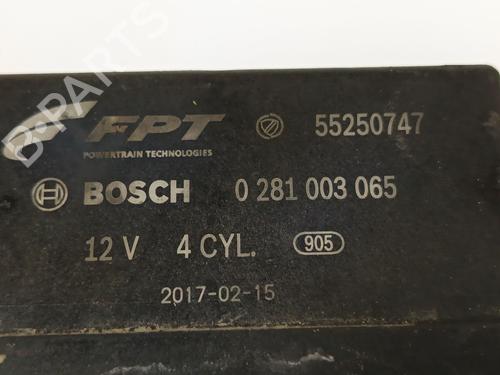 FPT 55250747
POWERTRAIN TECHNOLOGIES
BOSCH 0 281 003 065
12 V 4 CYL. 905
2017-02-15
B-PARTS